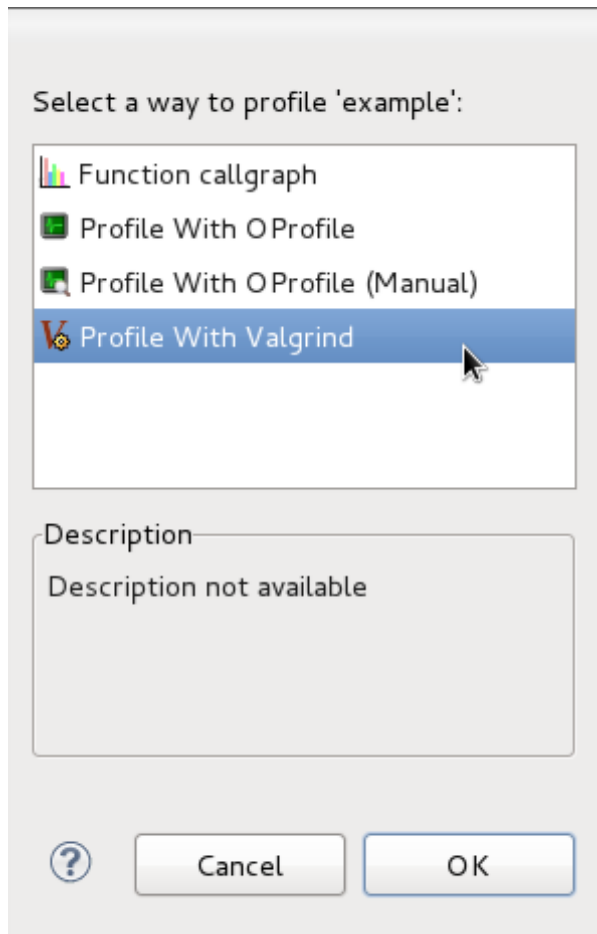 Select a way to profile 'example':
Function callgraph
Profile With OProfile
Profile With OProfile (Manual)
Profile With Valgrind
Description
Description not available
?
Cancel
OK